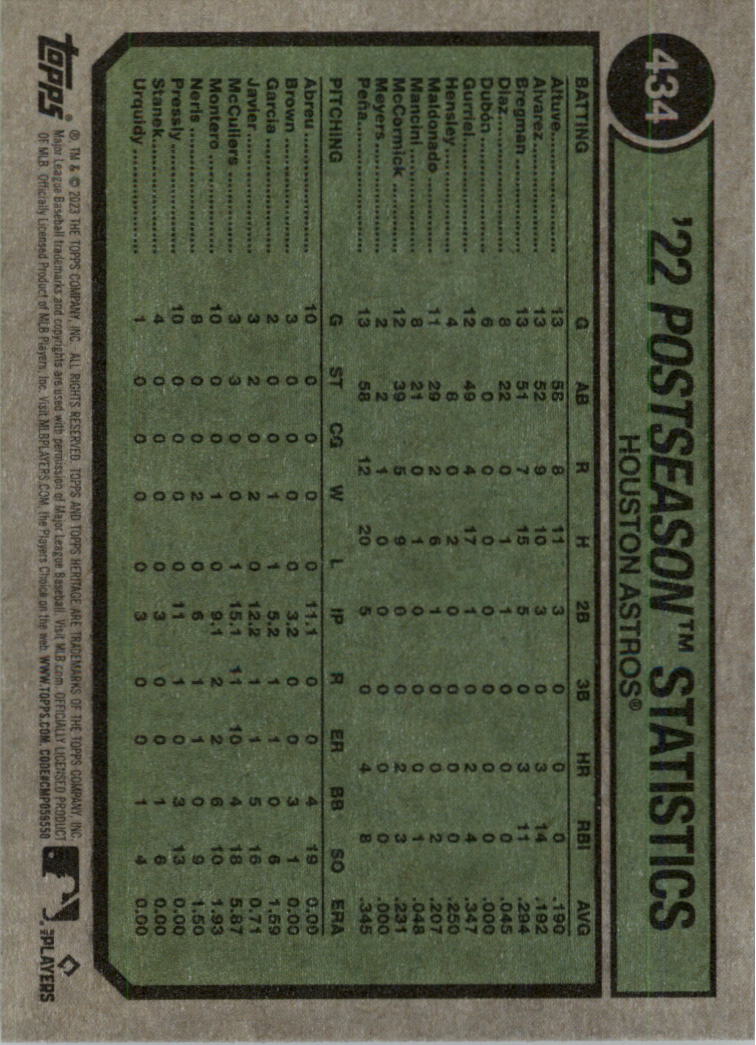 434
'22 POSTSEASON™ STATISTICS
HOUSTON ASTROS®
BATTING G AB R H 2B 3B HR RBI AVG
Altuve 13 58 8 11 3 0 0 0 .190
Alvarez 13 52 9 10 3 0 3 14 .192
Bregman 13 51 7 15 5 0 3 11 .294
Diaz 8 22 0 1 1 0 0 0 .045
Dubón 6 0 0 0 0 0 0 0 .000
Gurriel 12 49 4 17 1 0 2 4 .347
Hensley 4 8 0 2 0 0 0 0 .250
Maldonado 11 29 2 6 1 0 0 2 .207
Mancini 8 21 0 1 0 0 0 1 .048
McCormick 12 39 5 9 0 0 2 3 .231
Meyers 2 2 1 0 0 0 0 0 .000
Peña 13 58 12 20 5 0 4 8 .345
PITCHING G ST CG W L IP R ER BB SO ERA
Abreu 10 0 0 0 0 11.1 0 0 4 19 0.00
Brown 3 0 0 0 0 3.2 0 0 3 1 0.00
Garcia 2 0 0 1 1 5.2 1 1 0 6 1.59
Javier 3 2 0 2 0 12.2 1 1 5 16 0.71
McCullers 3 3 0 0 1 15.1 11 10 4 18 5.87
Montero 10 0 0 1 0 9.1 2 2 6 10 1.93
Neris 8 0 0 2 0 6 1 1 0 9 1.50
Pressly 10 0 0 0 0 11 1 0 3 13 0.00
Stanek 4 0 0 0 0 3 0 0 1 6 0.00
Urquidy 1 0 0 0 0 3 0 0 1 4 0.00
Topps®
®, TM & © 2023 THE TOPPS COMPANY, INC. ALL RIGHTS RESERVED. TOPPS AND TOPPS HERITAGE ARE TRADEMARKS OF THE TOPPS COMPANY, INC.
Major League Baseball trademarks and copyrights are used with permission of Major League Baseball. Visit MLB.com. OFFICIALLY LICENSED PRODUCT
OF MLB Players, Inc. Officially Licensed Product of MLB Players, Inc. Visit MLBPLAYERS.COM, the Players Choice on the web. WWW.TOPPS.COM. CODE#CMP059550
MLB PLAYERS